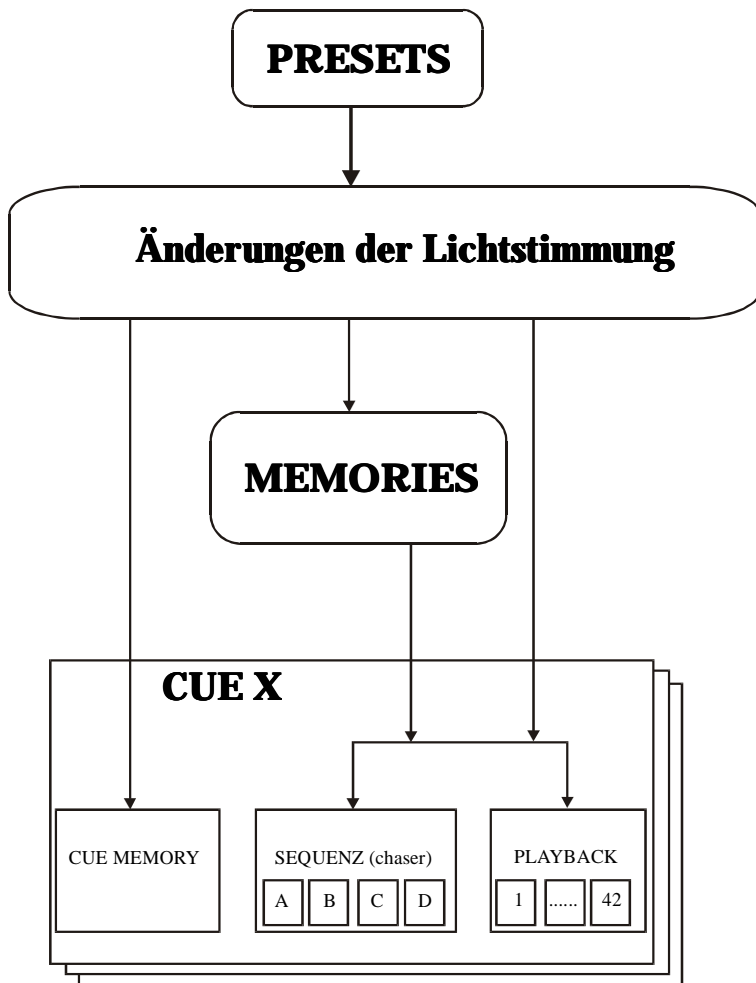 PRESETS
Änderungen der Lichtstimmung
MEMORIES
CUE X
CUE MEMORY
SEQUENZ (chaser)
A B C D
PLAYBACK
1 ...... 42